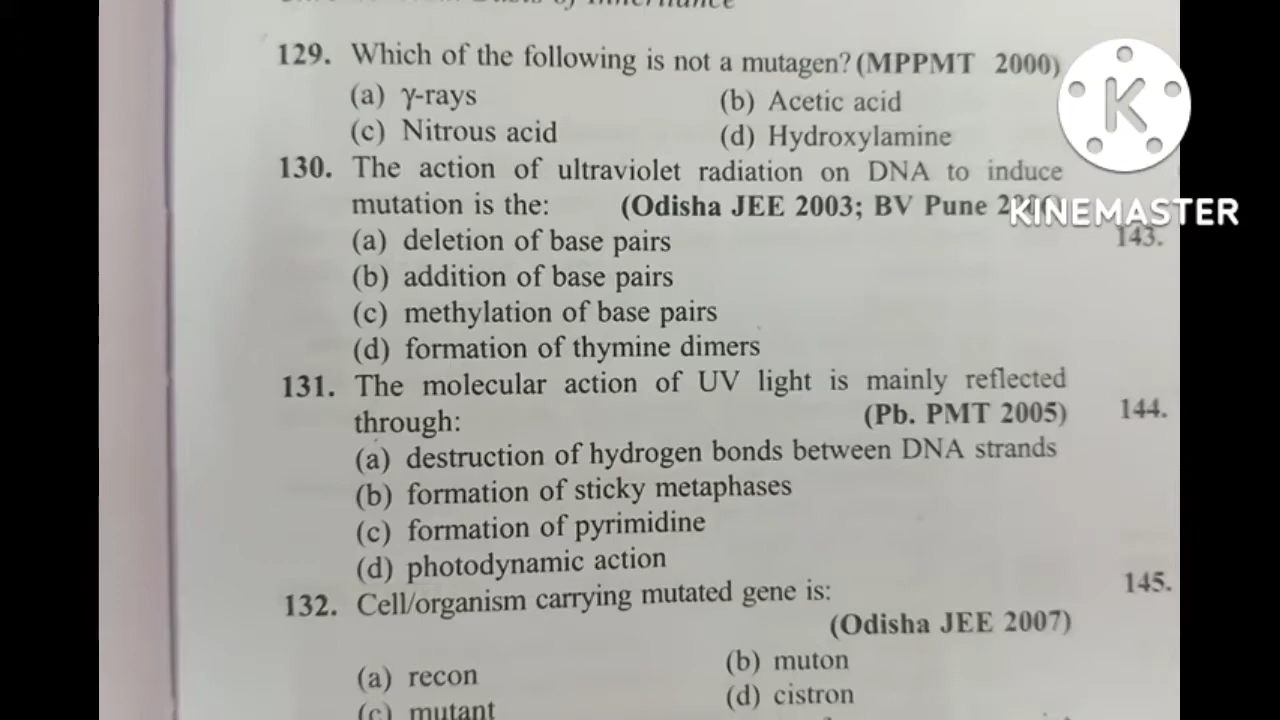 129. Which of the following is not a mutagen? (MPPMT 2000)
(a) γ-rays (b) Acetic acid
(c) Nitrous acid (d) Hydroxylamine
130. The action of ultraviolet radiation on DNA to induce
mutation is the: (Odisha JEE 2003; BV Pune
KINEMASTER
(a) deletion of base pairs
143.
(b) addition of base pairs
(c) methylation of base pairs
(d) formation of thymine dimers
131. The molecular action of UV light is mainly reflected
through: (Pb. PMT 2005)
144.
(a) destruction of hydrogen bonds between DNA strands
(b) formation of sticky metaphases
(c) formation of pyrimidine
(d) photodynamic action
145.
132. Cell/organism carrying mutated gene is:
(Odisha JEE 2007)
(a) recon (b) muton
(c) mutant (d) cistron